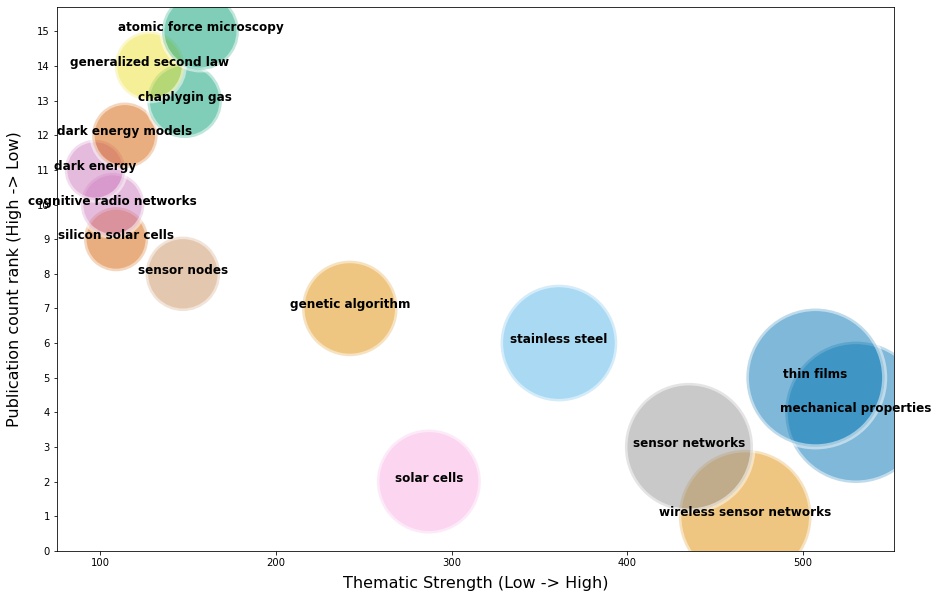 15
atomic force microscopy
14
generalized second law
13
chaplygin gas
12
dark energy models
11
dark energy
10
cognitive radio networks
9
silicon solar cells
8
sensor nodes
7
genetic algorithm
6
stainless steel
5
thin films
4
mechanical properties
3
sensor networks
2
solar cells
1
wireless sensor networks
0
Publication count rank (High -> Low)
100 200 300 400 500
Thematic Strength (Low -> High)